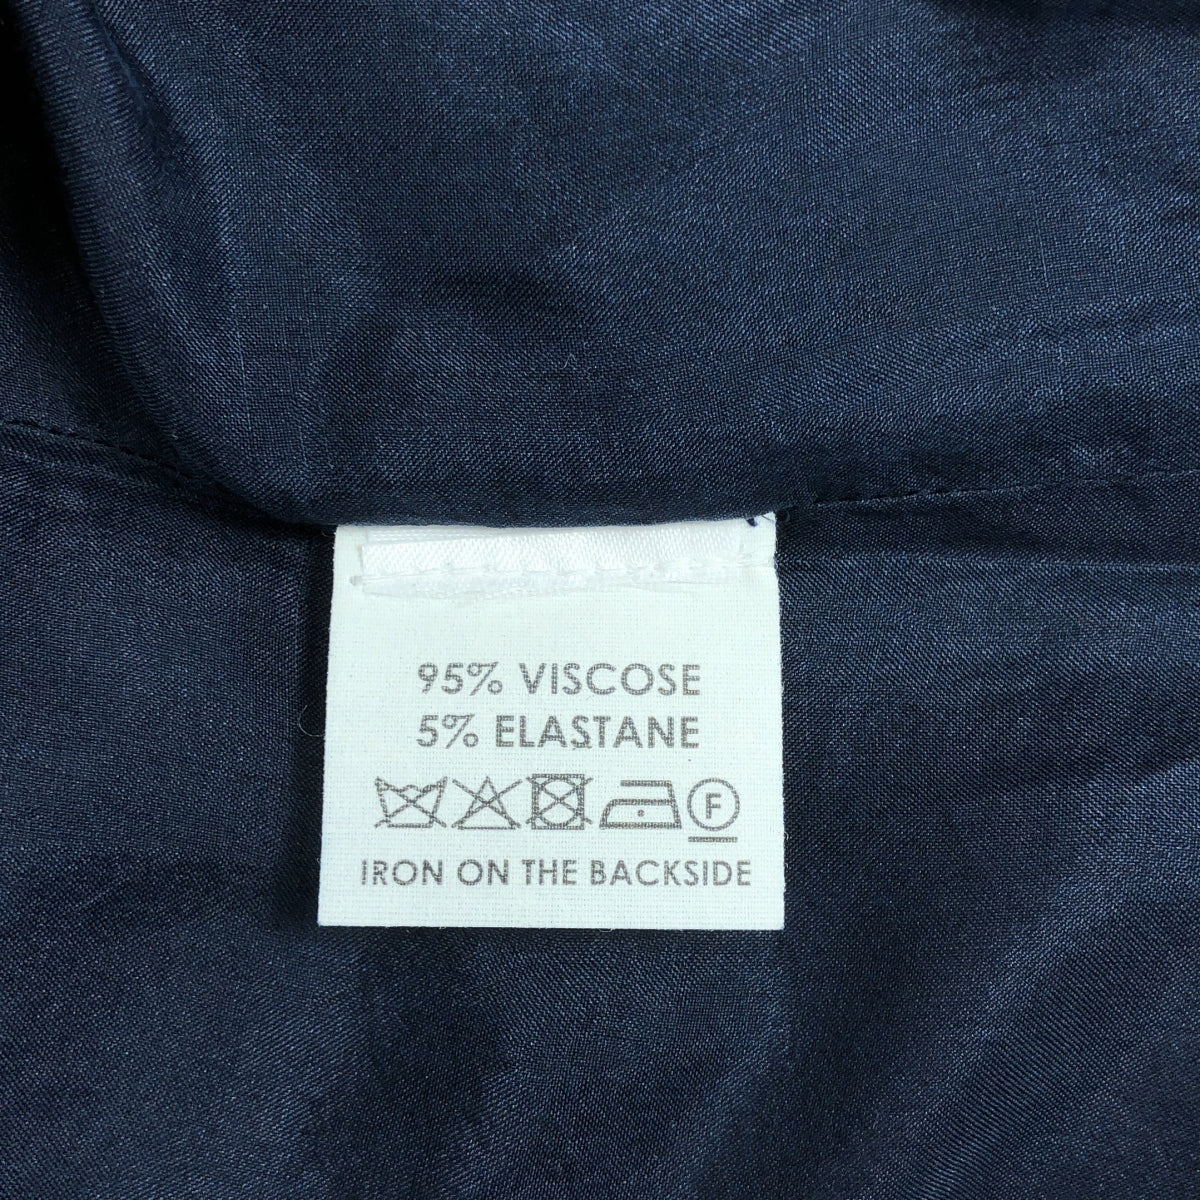 95% VISCOSE
5% ELASTANE
F
IRON ON THE BACKSIDE